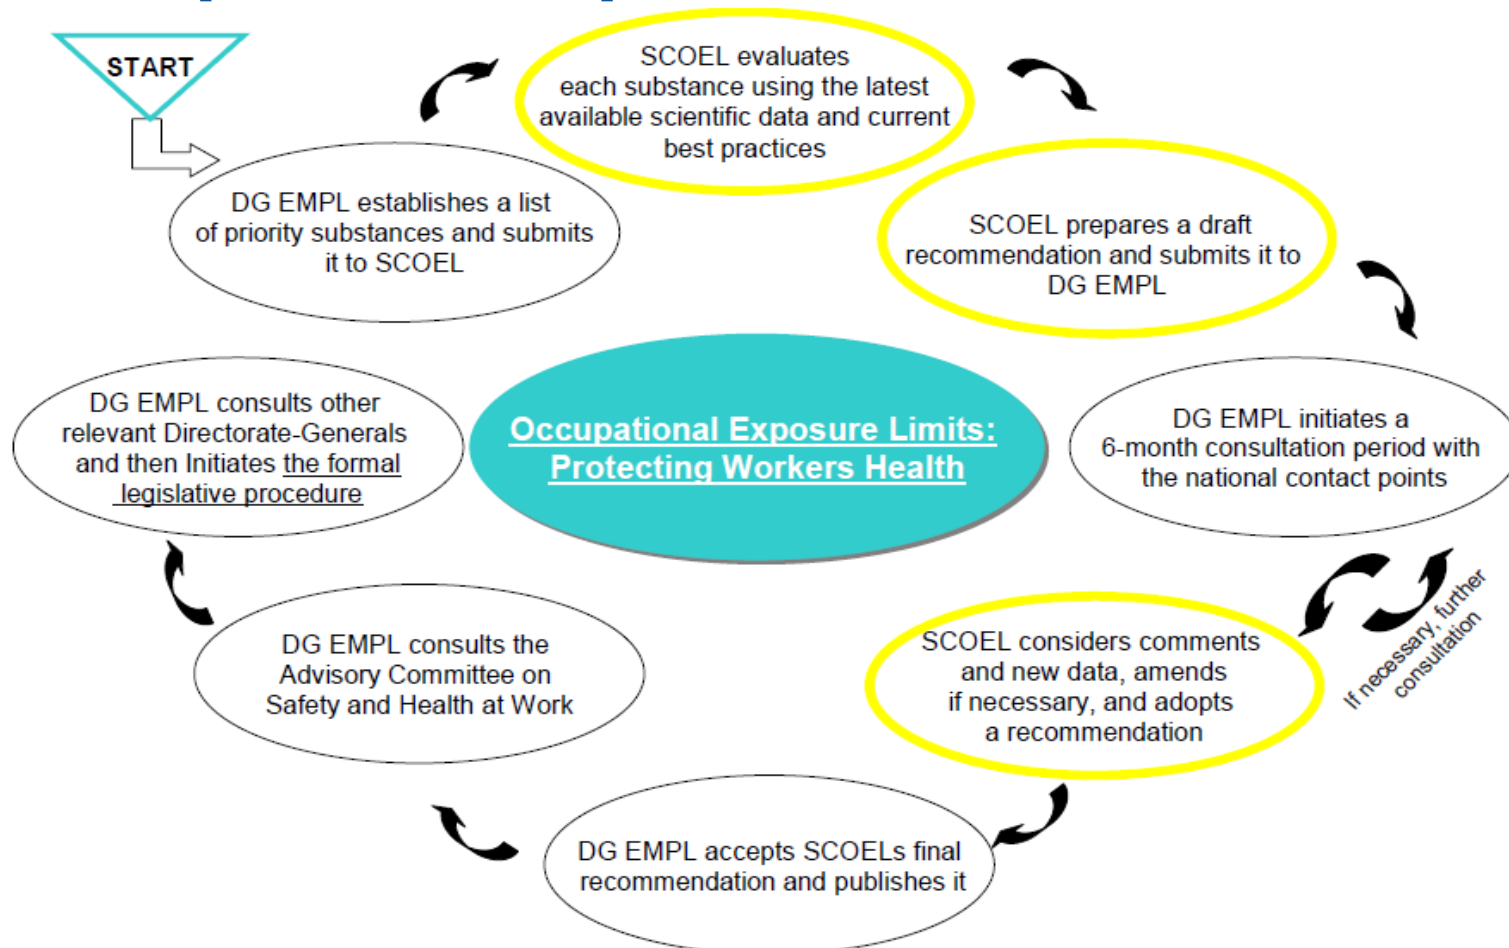 START
SCOEL evaluates
each substance using the latest
available scientific data and current
best practices
DG EMPL establishes a list
of priority substances and submits
it to SCOEL
SCOEL prepares a draft
recommendation and submits it to
DG EMPL
DG EMPL consults other
relevant Directorate-Generals
and then Initiates the formal
legislative procedure
Occupational Exposure Limits:
Protecting Workers Health
DG EMPL initiates a
6-month consultation period with
the national contact points
If necessary, further
consultation
DG EMPL consults the
Advisory Committee on
Safety and Health at Work
SCOEL considers comments
and new data, amends
if necessary, and adopts
a recommendation
DG EMPL accepts SCOELs final
recommendation and publishes it